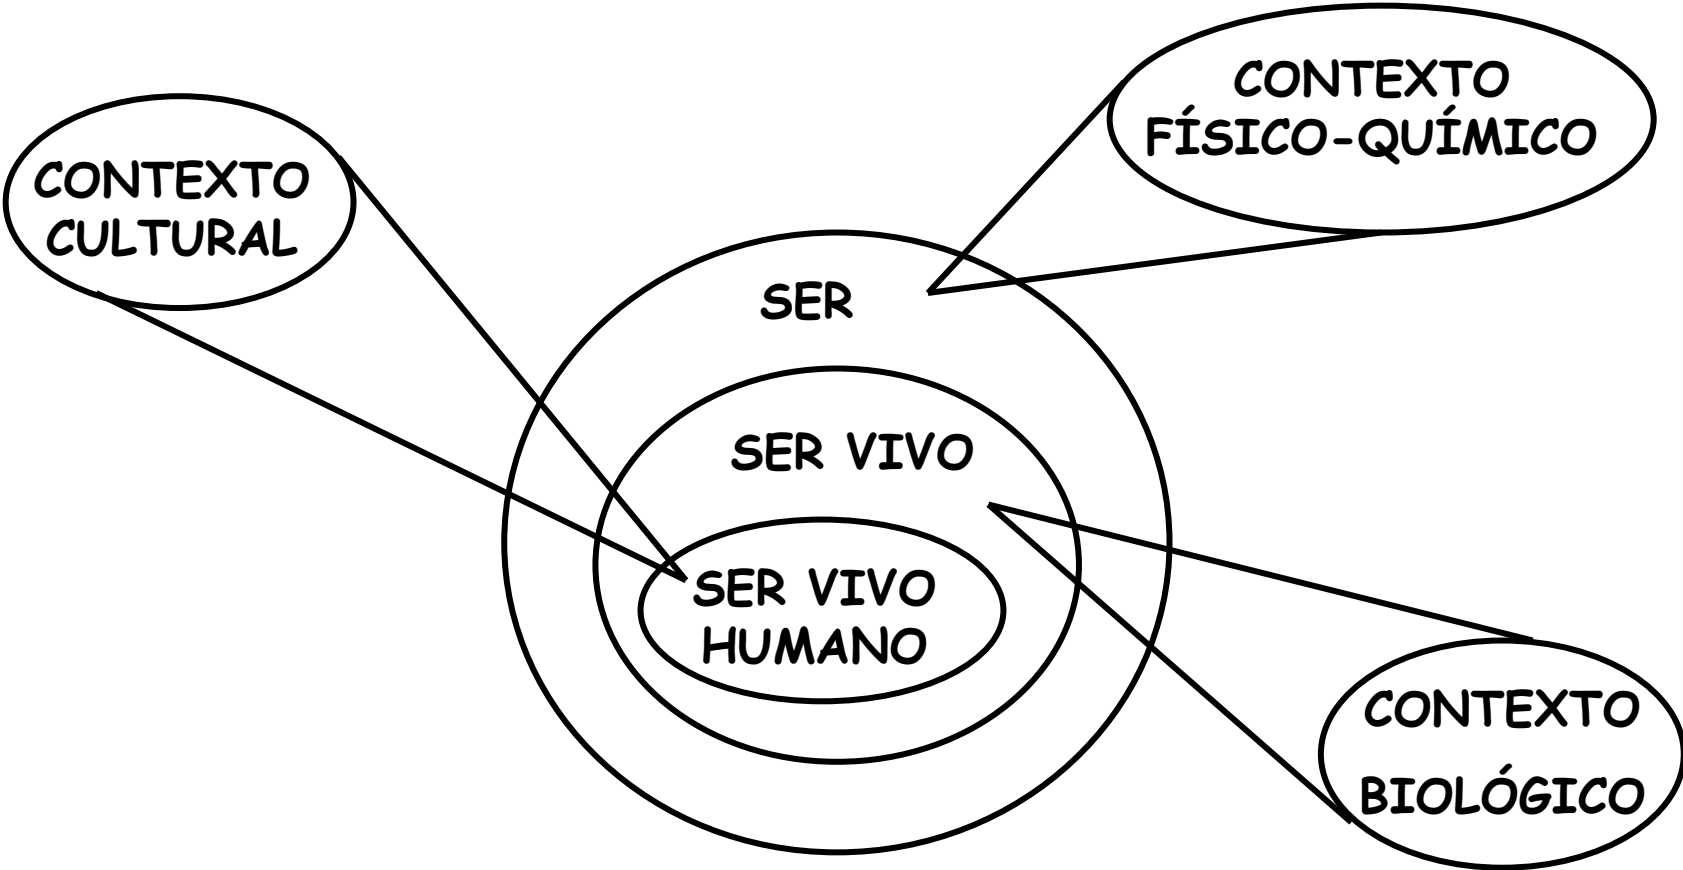 CONTEXTO
FÍSICO-QUÍMICO
CONTEXTO
CULTURAL
SER
SER VIVO
SER VIVO
HUMANO
CONTEXTO
BIOLÓGICO